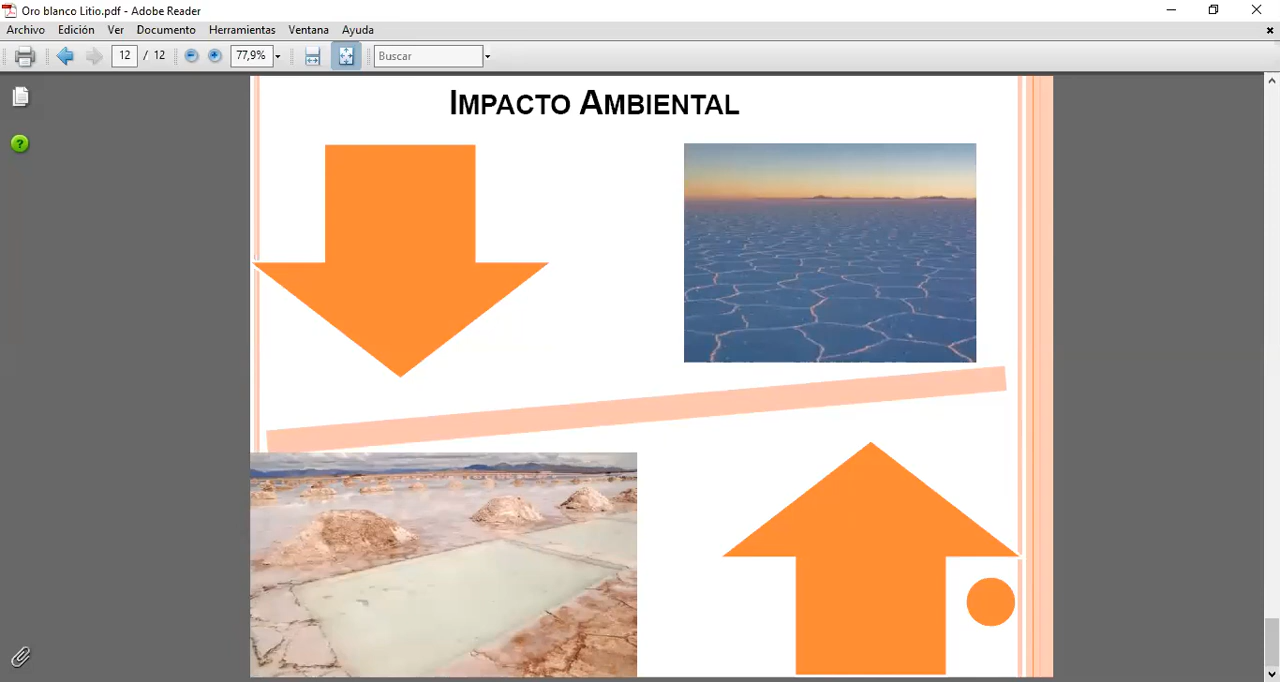 Oro blanco Litio.pdf - Adobe Reader
Archivo Edición Ver Documento Herramientas Ventana Ayuda
12 / 12 77,9% Buscar
IMPACTO AMBIENTAL